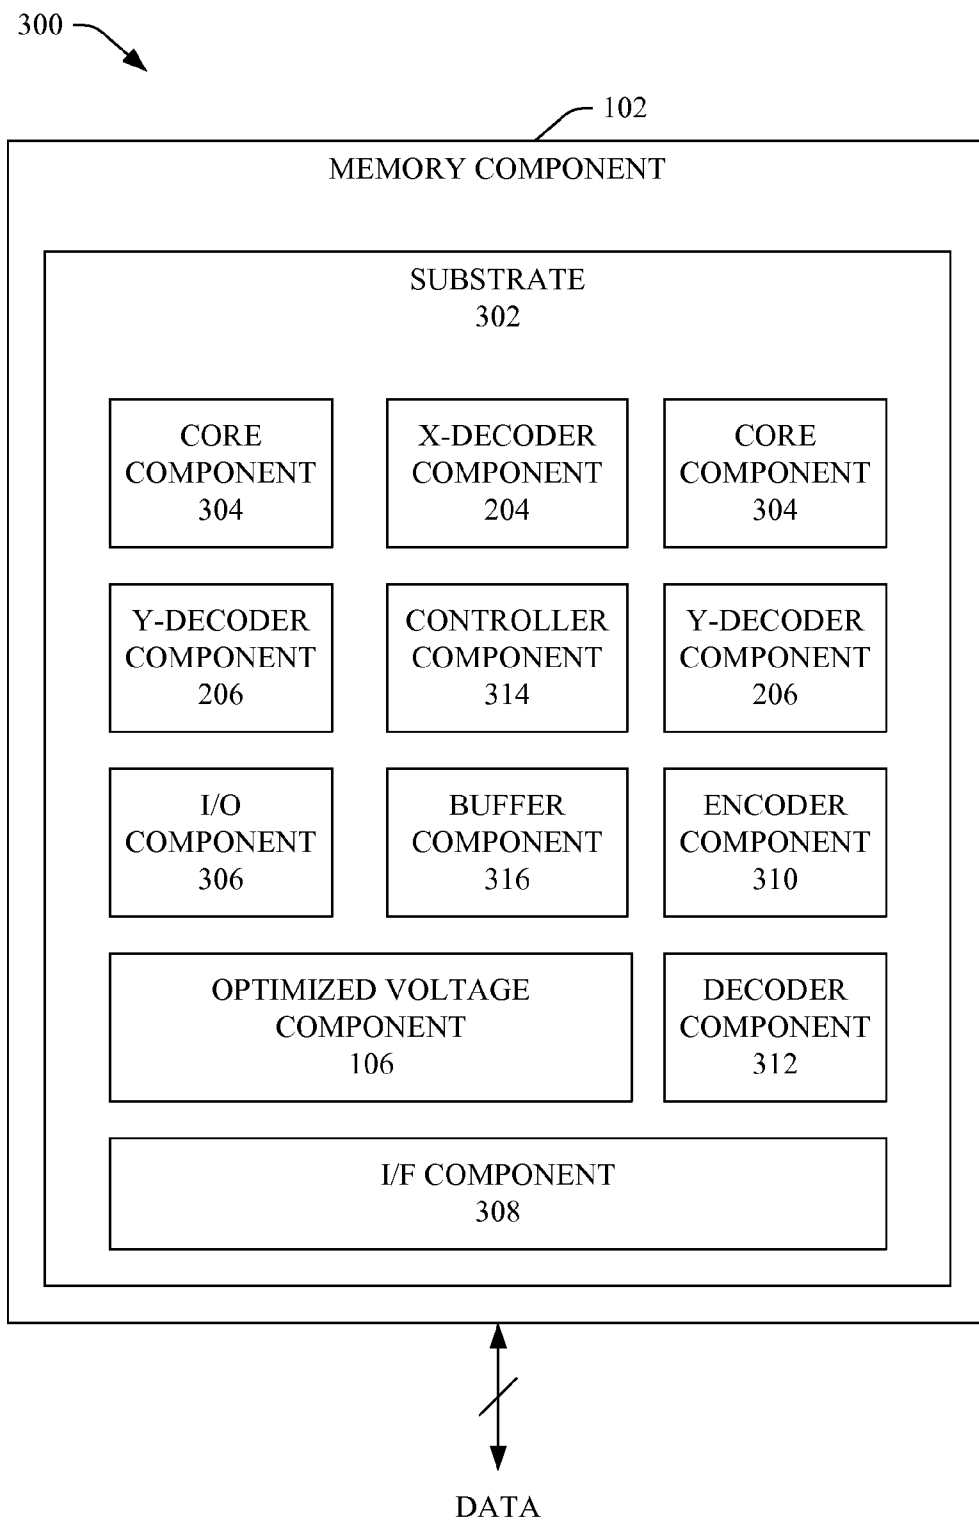 300
102
MEMORY COMPONENT
SUBSTRATE
302
CORE
COMPONENT
304
X-DECODER
COMPONENT
204
CORE
COMPONENT
304
Y-DECODER
COMPONENT
206
CONTROLLER
COMPONENT
314
Y-DECODER
COMPONENT
206
I/O
COMPONENT
306
BUFFER
COMPONENT
316
ENCODER
COMPONENT
310
OPTIMIZED VOLTAGE
COMPONENT
106
DECODER
COMPONENT
312
I/F COMPONENT
308
DATA